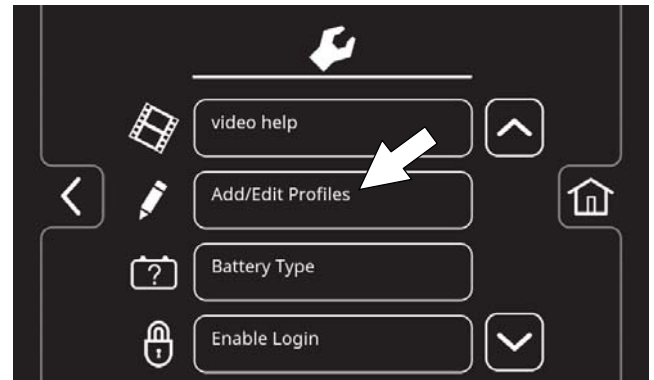 video help
Add/Edit Profiles
?
Battery Type
Enable Login